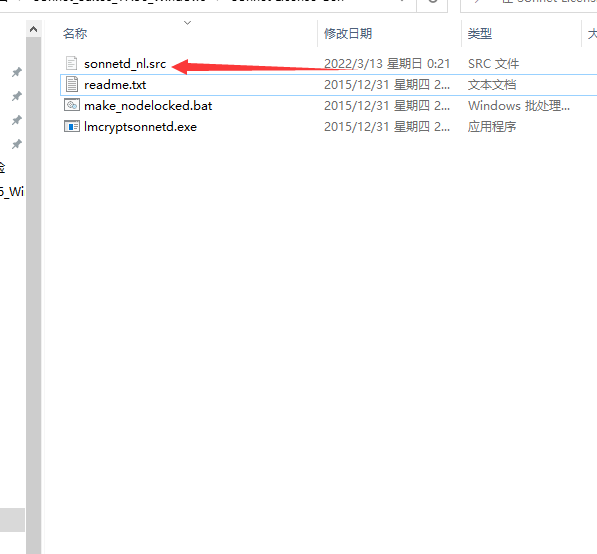 名称 修改日期 类型 大
sonnetd_nl.src 2022/3/13 星期日 0:21 SRC 文件
readme.txt 2015/12/31 星期四 2... 文本文档
make_nodelocked.bat 2015/12/31 星期四 2... Windows 批处理...
lmcryptsonnetd.exe 2015/12/31 星期四 2... 应用程序
6_Wi